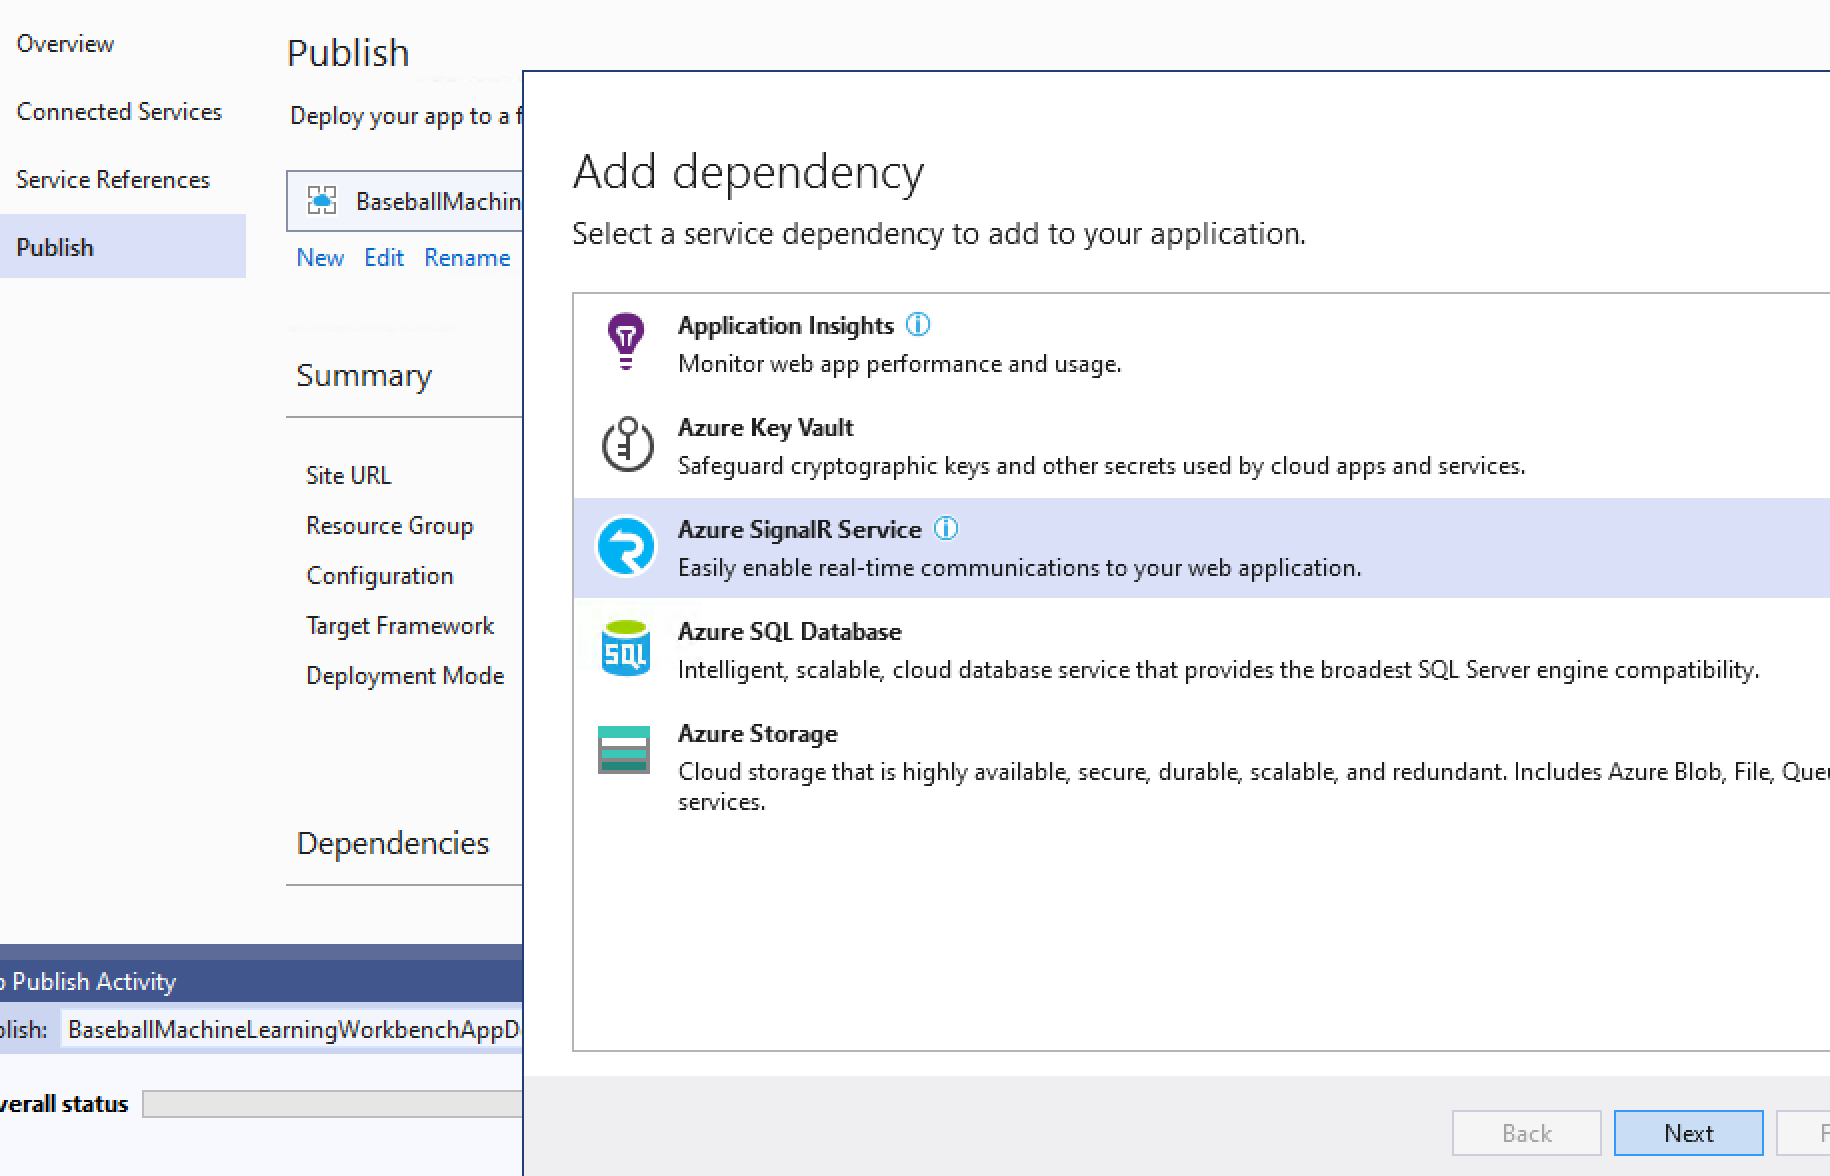 Overview
Connected Services
Service References
Publish
Publish
Deploy your app to a
BaseballMachin
New Edit Rename
Summary
Site URL
Resource Group
Configuration
Target Framework
Deployment Mode
Dependencies
Publish Activity
blish: BaseballMachineLearningWorkbenchAppD
verall status
Add dependency
Select a service dependency to add to your application.
Application Insights
Monitor web app performance and usage.
Azure Key Vault
Safeguard cryptographic keys and other secrets used by cloud apps and services.
Azure SignalR Service
Easily enable real-time communications to your web application.
SQL
Azure SQL Database
Intelligent, scalable, cloud database service that provides the broadest SQL Server engine compatibility.
Azure Storage
Cloud storage that is highly available, secure, durable, scalable, and redundant. Includes Azure Blob, File, Que
services.
Back Next